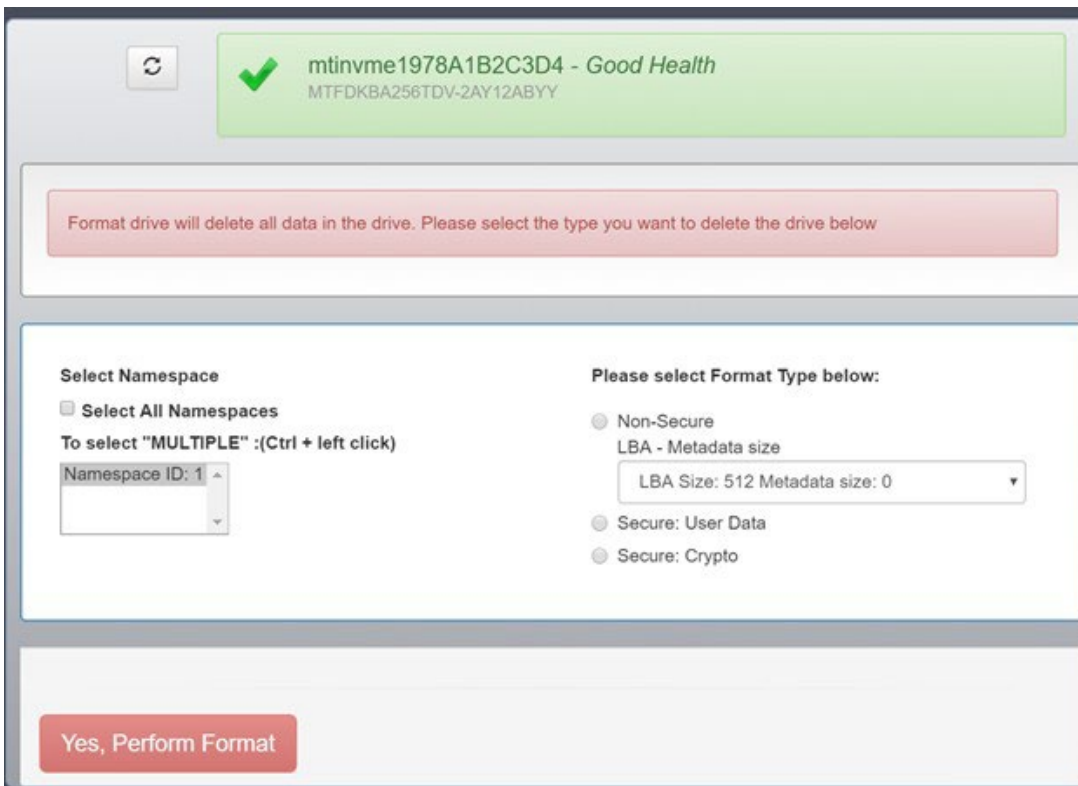 mtinvme1978A1B2C3D4 - Good Health
MTFDKBA256TDV-2AY12ABYY
Format drive will delete all data in the drive. Please select the type you want to delete the drive below
Select Namespace
Select All Namespaces
To select "MULTIPLE" :(Ctrl + left click)
Namespace ID: 1
Please select Format Type below:
Non-Secure
LBA - Metadata size
LBA Size: 512 Metadata size: 0
Secure: User Data
Secure: Crypto
Yes, Perform Format